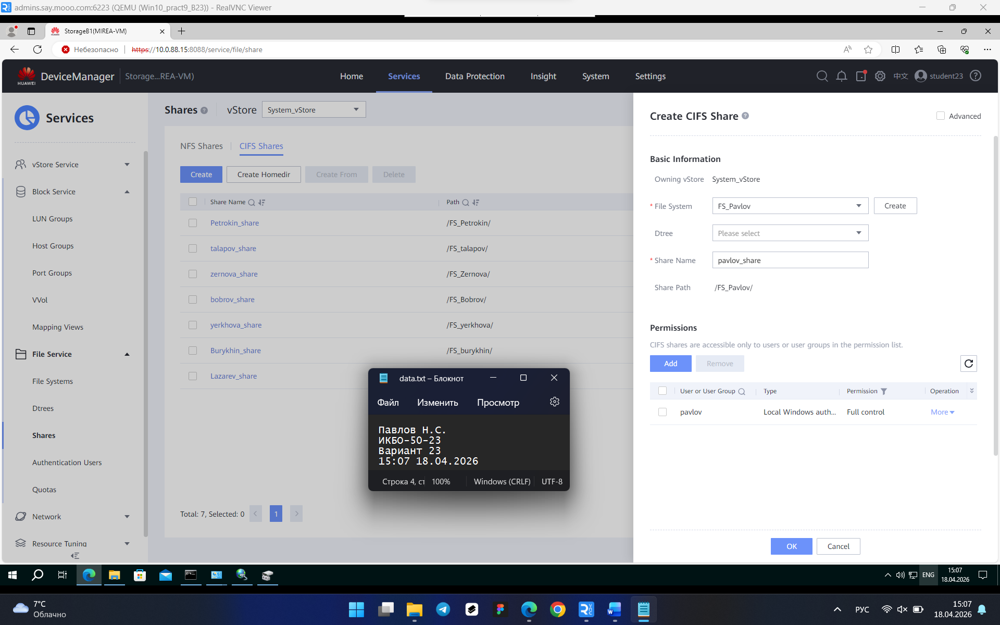 admins.say.mooo.com:6223 (QEMU (Win10_pract9_B23)) - RealVNC Viewer
StorageB1(MIREA-VM)
Небезопасно
https://10.0.88.15:8088/service/file/share
HUAWEI
DeviceManager
Storage...REA-VM)
Home
Services
Data Protection
Insight
System
Settings
中文
student23
Services
vStore Service
Block Service
LUN Groups
Host Groups
Port Groups
VVol
Mapping Views
File Service
File Systems
Dtrees
Shares
Authentication Users
Quotas
Network
Resource Tuning
Shares
vStore
System_vStore
NFS Shares
CIFS Shares
Create
Create Homedir
Create From
Delete
Share Name
Path
Petrokin_share
/FS_Petrokin/
talapov_share
/FS_talapov/
zernova_share
/FS_Zernova/
bobrov_share
/FS_Bobrov/
yerkhova_share
/FS_yerkhova/
Burykhin_share
/FS_burykhin/
Lazarev_share
Total: 7, Selected: 0
1
data.txt – Блокнот
Файл
Изменить
Просмотр
Павлов Н.С.
ИКБО-50-23
Вариант 23
15:07 18.04.2026
Строка 4, ст
100%
Windows (CRLF)
UTF-8
Create CIFS Share
Advanced
Basic Information
Owning vStore
System_vStore
* File System
FS_Pavlov
Create
Dtree
Please select
* Share Name
pavlov_share
Share Path
/FS_Pavlov/
Permissions
CIFS shares are accessible only to users or user groups in the permission list.
Add
Remove
User or User Group
Type
Permission
Operation
pavlov
Local Windows auth...
Full control
More
OK
Cancel
ENG
15:07
18.04.2026
7°C
Облачно
РУС
15:07
18.04.2026